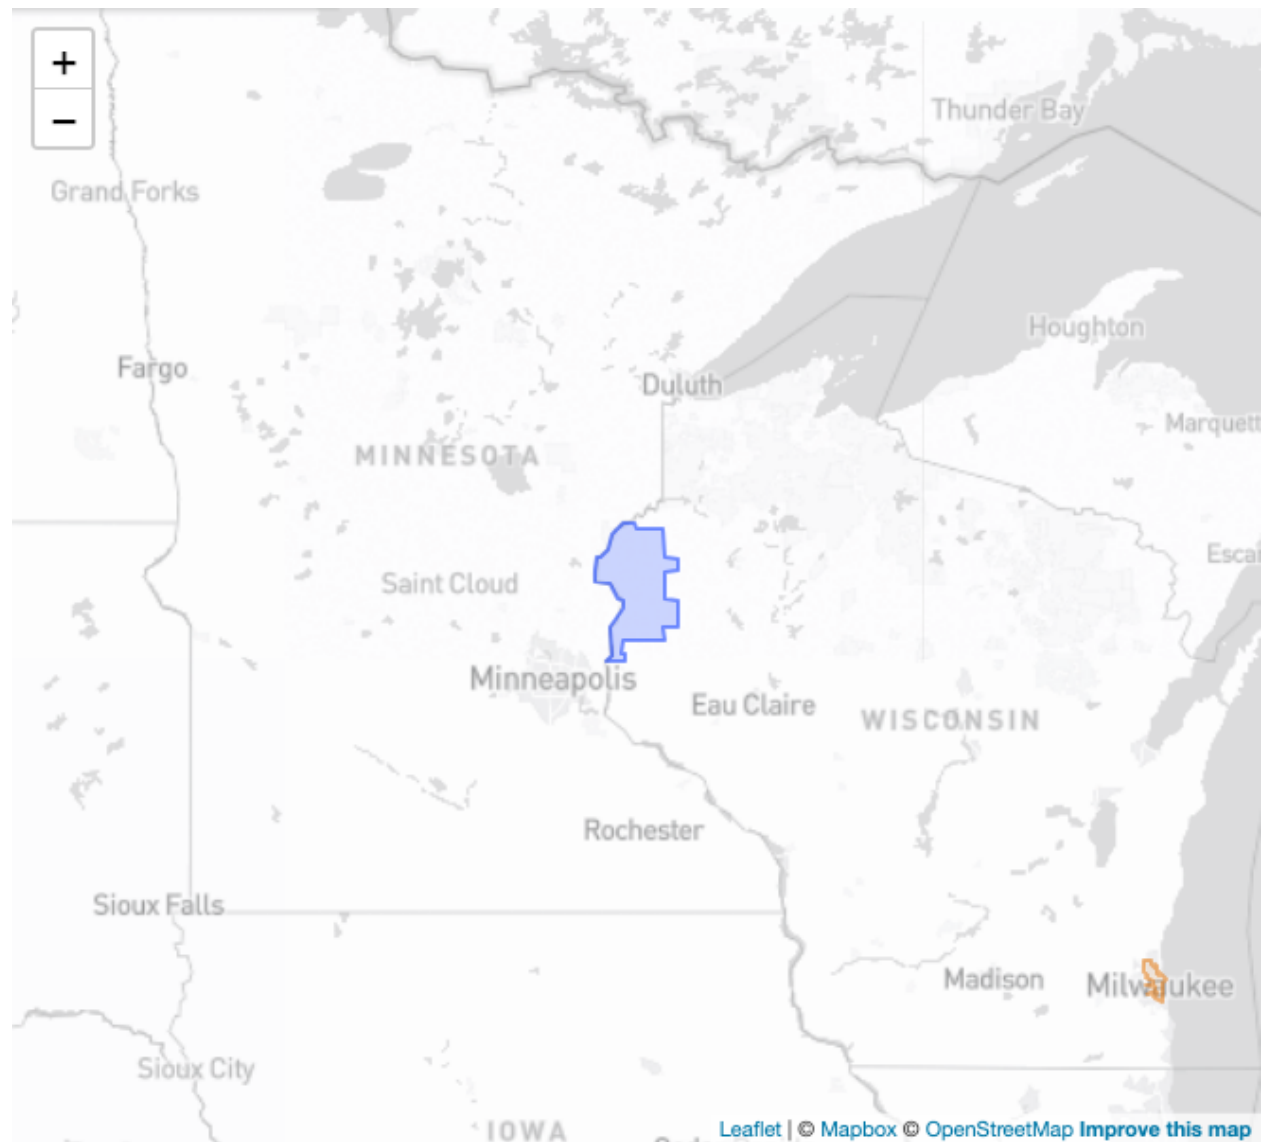 +
−
Thunder Bay
Grand Forks
Houghton
Fargo
Duluth
Marquett
MINNESOTA
Escai
Saint Cloud
Minneapolis
Eau Claire
WISCONSIN
Rochester
Sioux Falls
Madison
Milwaukee
Sioux City
IOWA
Leaflet | © Mapbox © OpenStreetMap Improve this map